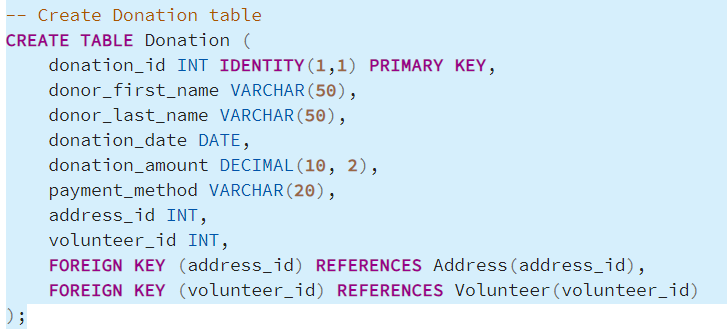 -- Create Donation table
CREATE TABLE Donation (
    donation_id INT IDENTITY(1,1) PRIMARY KEY,
    donor_first_name VARCHAR(50),
    donor_last_name VARCHAR(50),
    donation_date DATE,
    donation_amount DECIMAL(10, 2),
    payment_method VARCHAR(20),
    address_id INT,
    volunteer_id INT,
    FOREIGN KEY (address_id) REFERENCES Address(address_id),
    FOREIGN KEY (volunteer_id) REFERENCES Volunteer(volunteer_id)
);